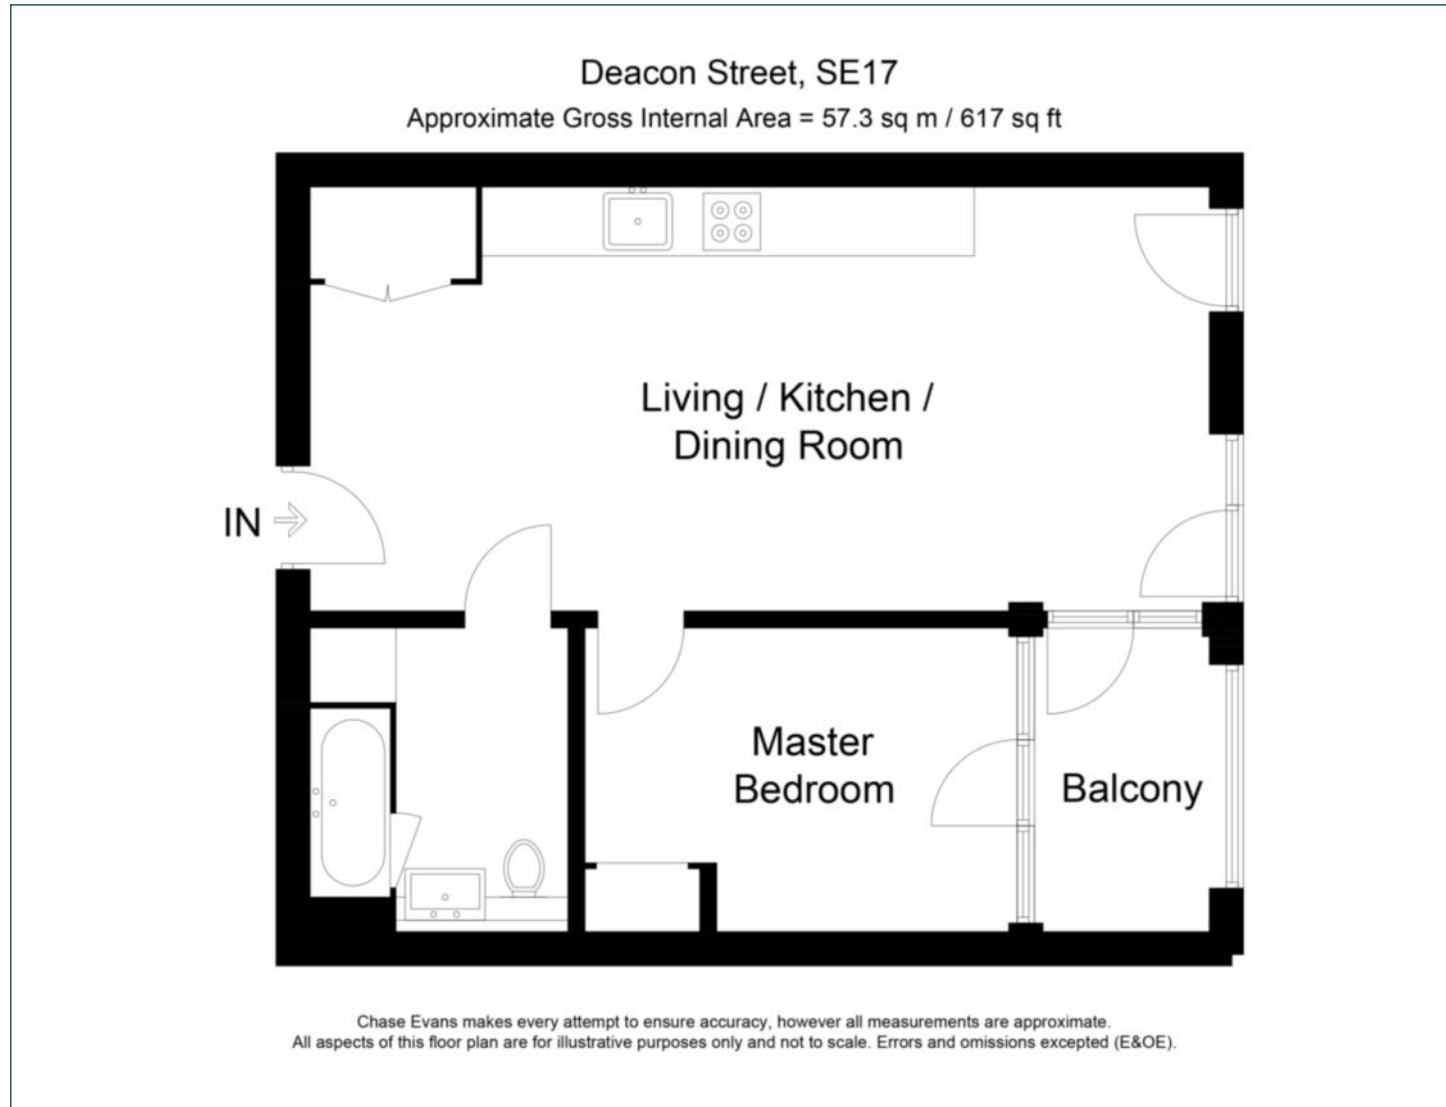 Deacon Street, SE17
Approximate Gross Internal Area = 57.3 sq m / 617 sq ft
Living / Kitchen /
Dining Room
IN
Master
Bedroom
Balcony
Chase Evans makes every attempt to ensure accuracy, however all measurements are approximate.
All aspects of this floor plan are for illustrative purposes only and not to scale. Errors and omissions excepted (E&OE).